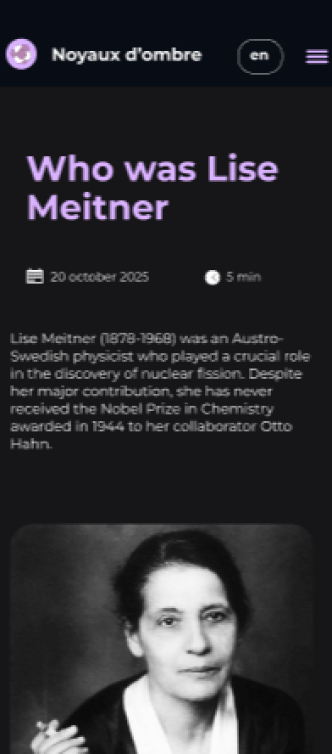 Noyaux d'ombre
en
Who was Lise
Meitner
20 october 2025
5 min
Lise Meitner (1878-1968) was an Austro-
Swedish physicist who played a crucial role
in the discovery of nuclear fission. Despite
her major contribution, she has never
received the Nobel Prize in Chemistry
awarded in 1944 to her collaborator Otto
Hahn.